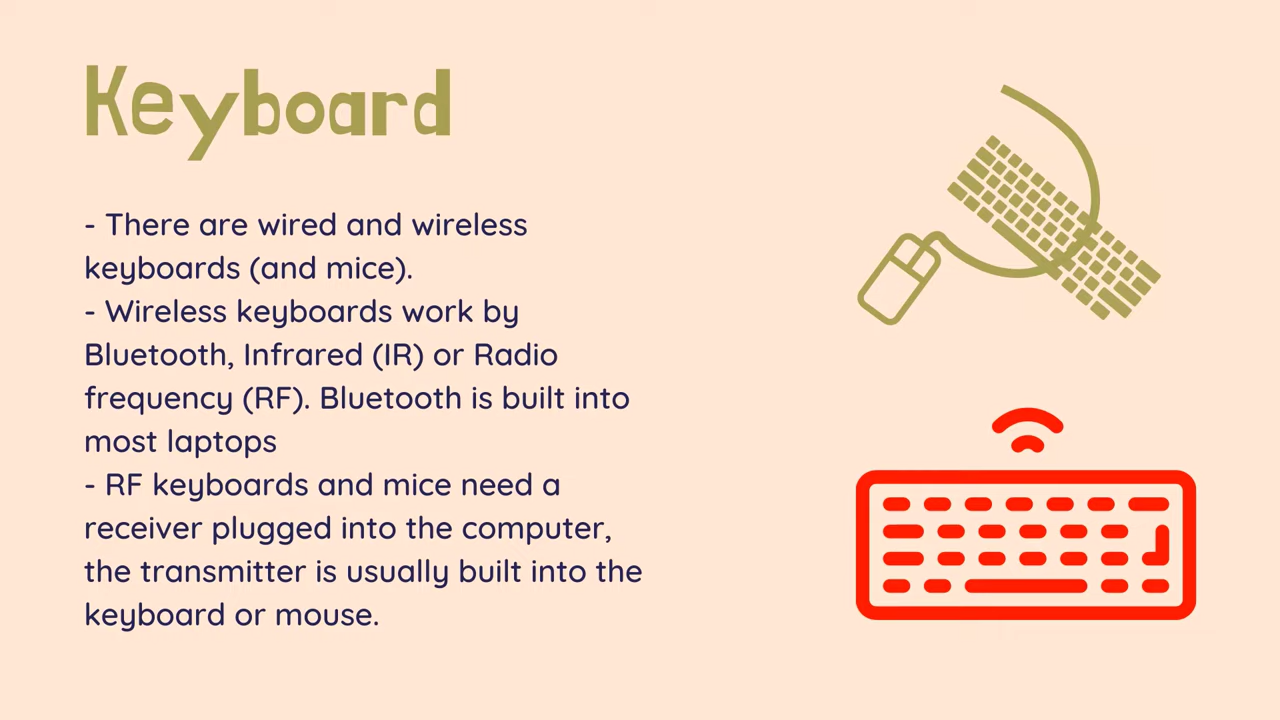 Keyboard
- There are wired and wireless
keyboards (and mice).
- Wireless keyboards work by
Bluetooth, Infrared (IR) or Radio
frequency (RF). Bluetooth is built into
most laptops
- RF keyboards and mice need a
receiver plugged into the computer,
the transmitter is usually built into the
keyboard or mouse.